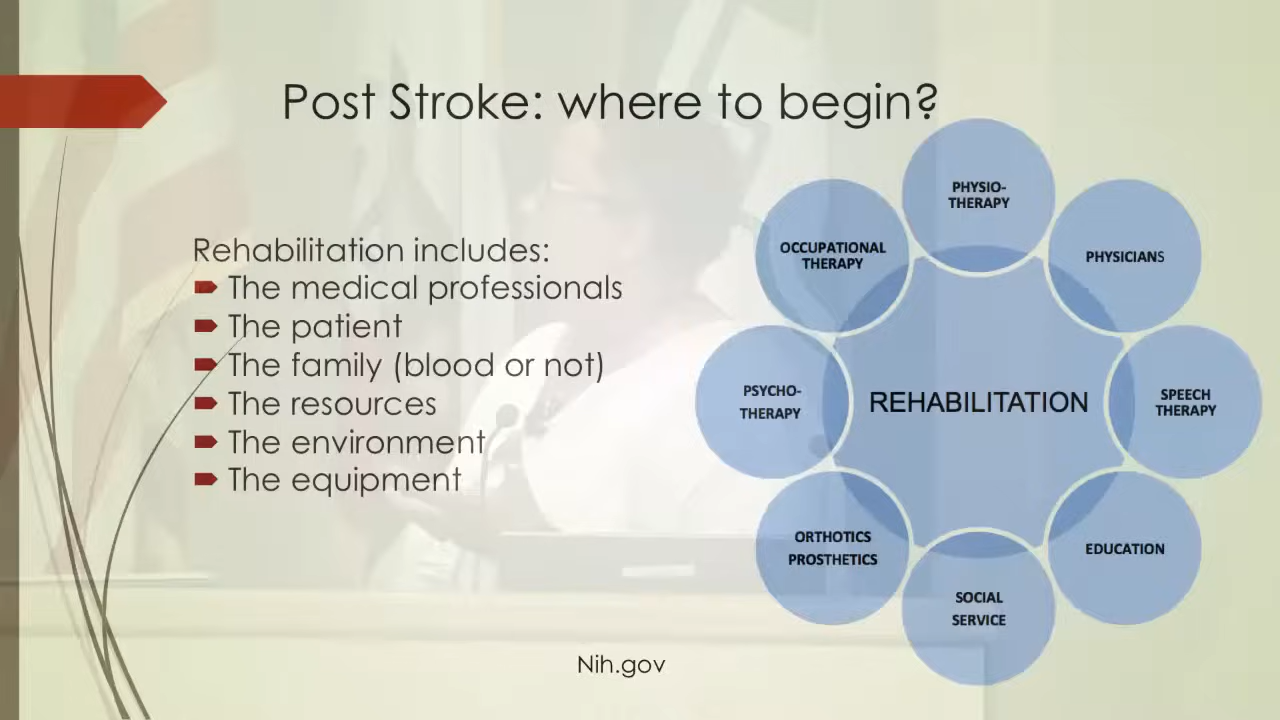 Post Stroke: where to begin?
Rehabilitation includes:
The medical professionals
The patient
The family (blood or not)
The resources
The environment
The equipment
PHYSIO-
THERAPY
PHYSICIANS
SPEECH
THERAPY
EDUCATION
SOCIAL
SERVICE
ORTHOTICS
PROSTHETICS
PSYCHO-
THERAPY
OCCUPATIONAL
THERAPY
REHABILITATION
Nih.gov